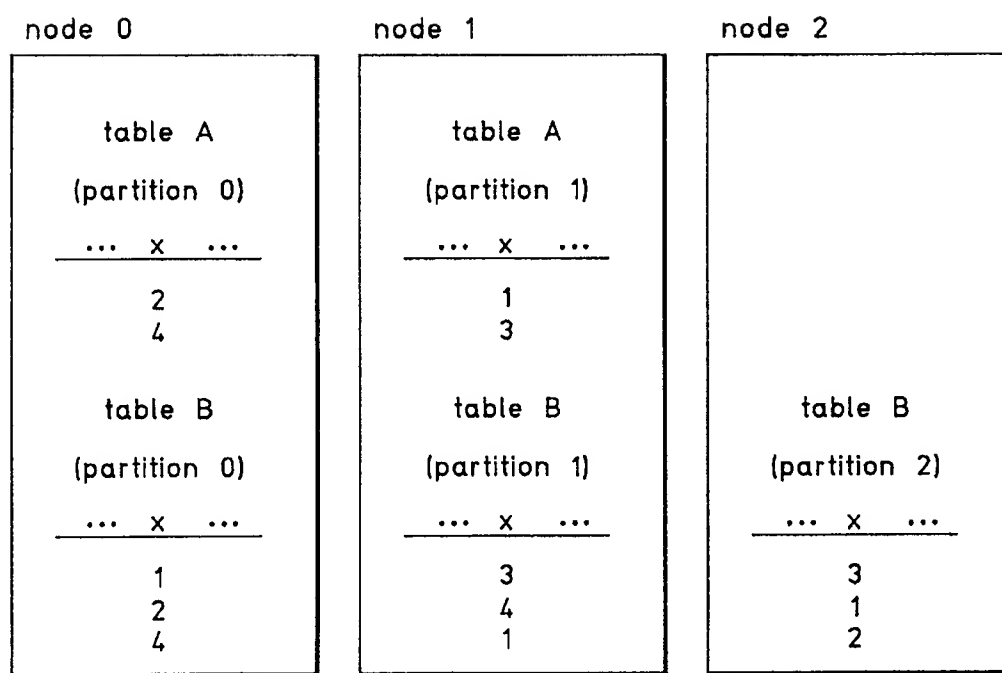 node 0
table A
(partition 0)
... x ...
2
4
table B
(partition 0)
... x ...
1
2
4
node 1
table A
(partition 1)
... x ...
1
3
table B
(partition 1)
... x ...
3
4
1
node 2
table B
(partition 2)
... x ...
3
1
2